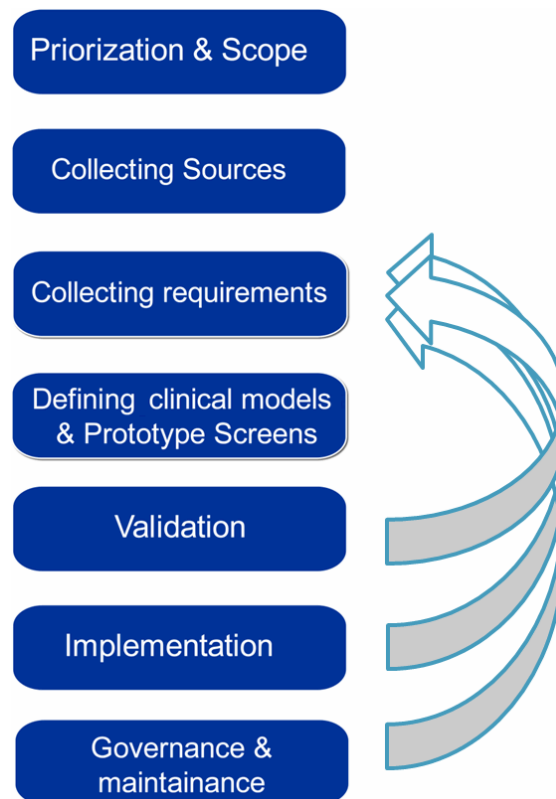 Priorization & Scope
Collecting Sources
Collecting requirements
Defining clinical models
& Prototype Screens
Validation
Implementation
Governance &
maintainance